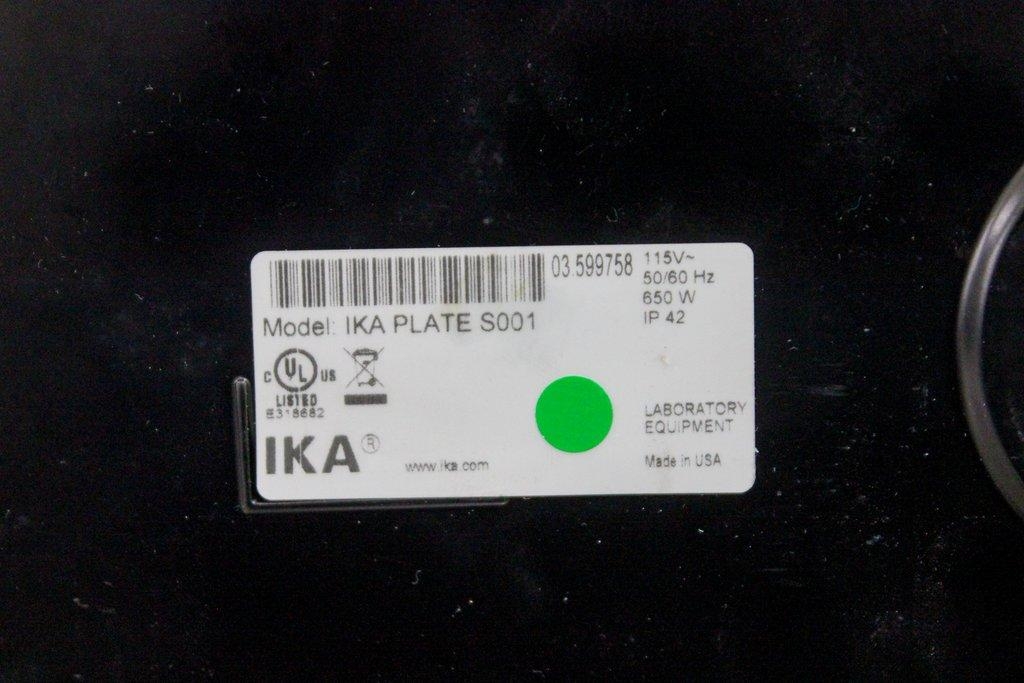 03.599758
115V~
50/60 Hz
650 W
IP 42
Model: IKA PLATE S001
C UL US
LISTED
E318682
IKA®
www.ika.com
LABORATORY
EQUIPMENT
Made in USA